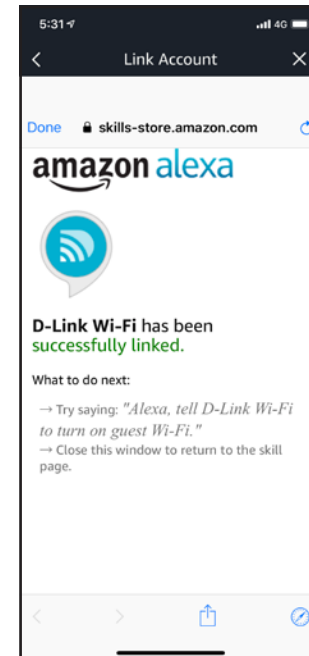 5:31 4G
Link Account
Done skills-store.amazon.com
amazon alexa
D-Link Wi-Fi has been
successfully linked.
What to do next:
→ Try saying: "Alexa, tell D-Link Wi-Fi
to turn on guest Wi-Fi."
→ Close this window to return to the skill
page.